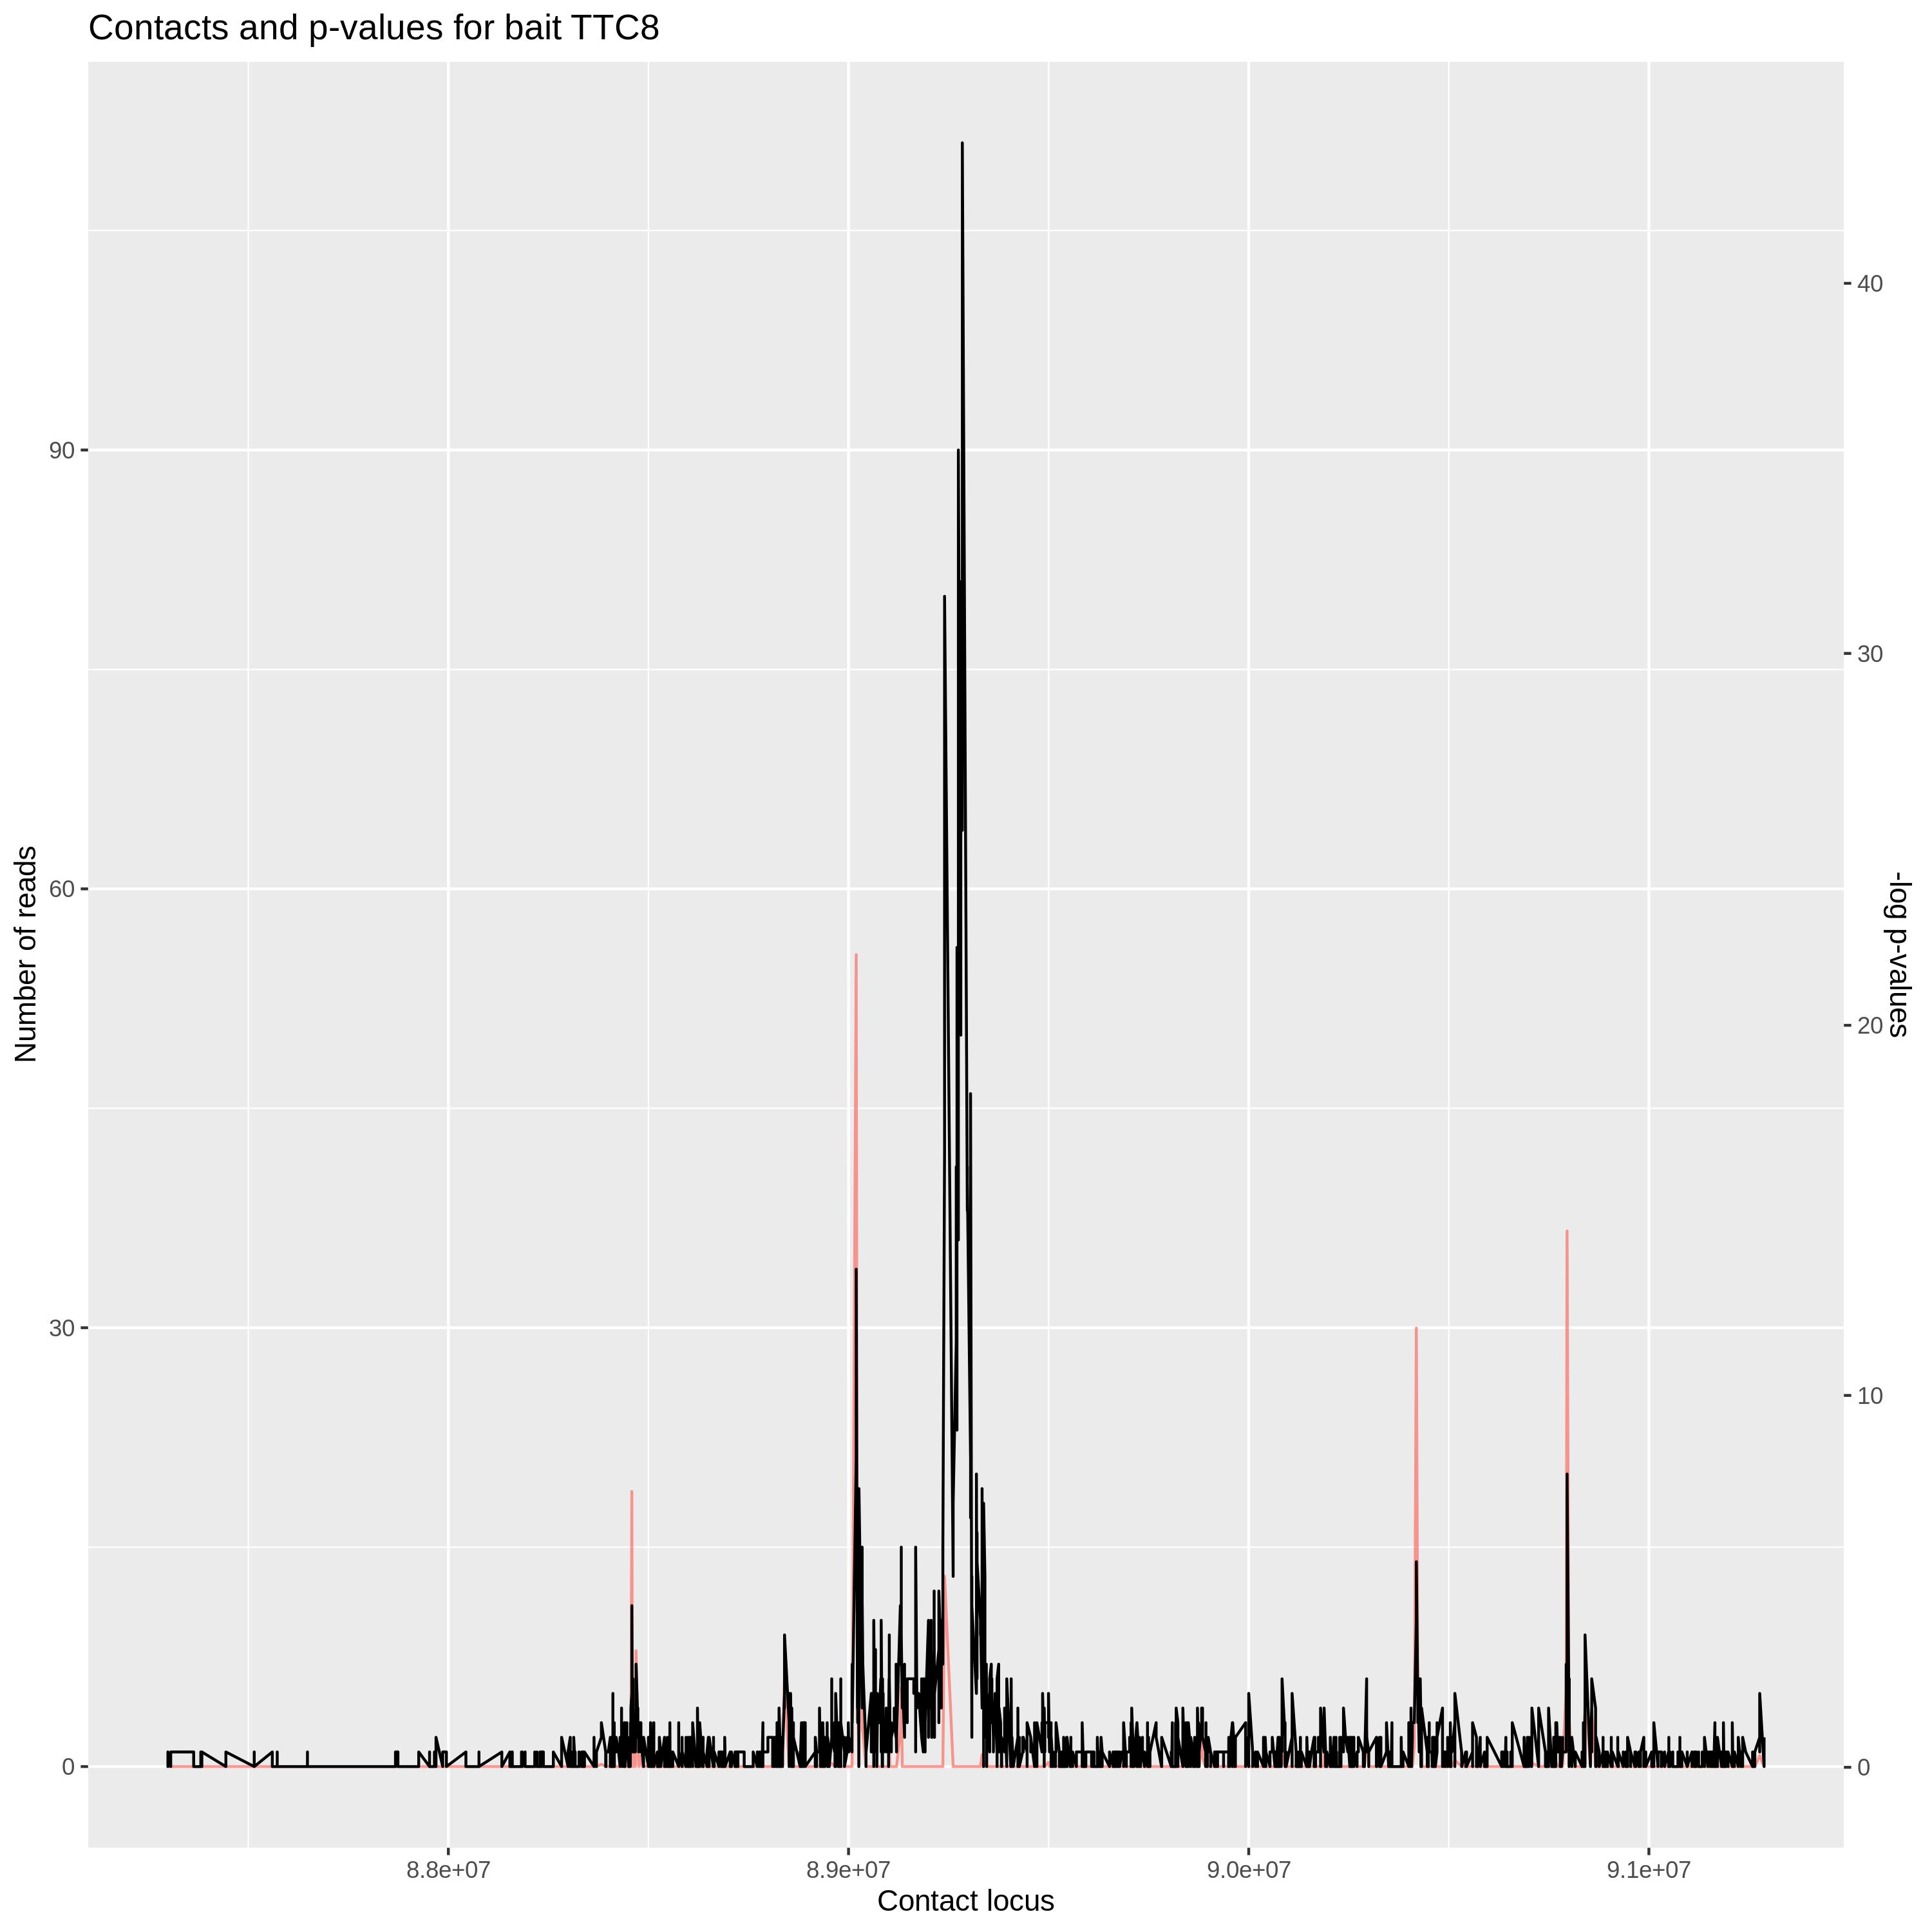 Contacts and p-values for bait TTC8
90
60
30
0
Number of reads
40
30
20
10
0
-log p-values
8.8e+07
8.9e+07
9.0e+07
9.1e+07
Contact locus